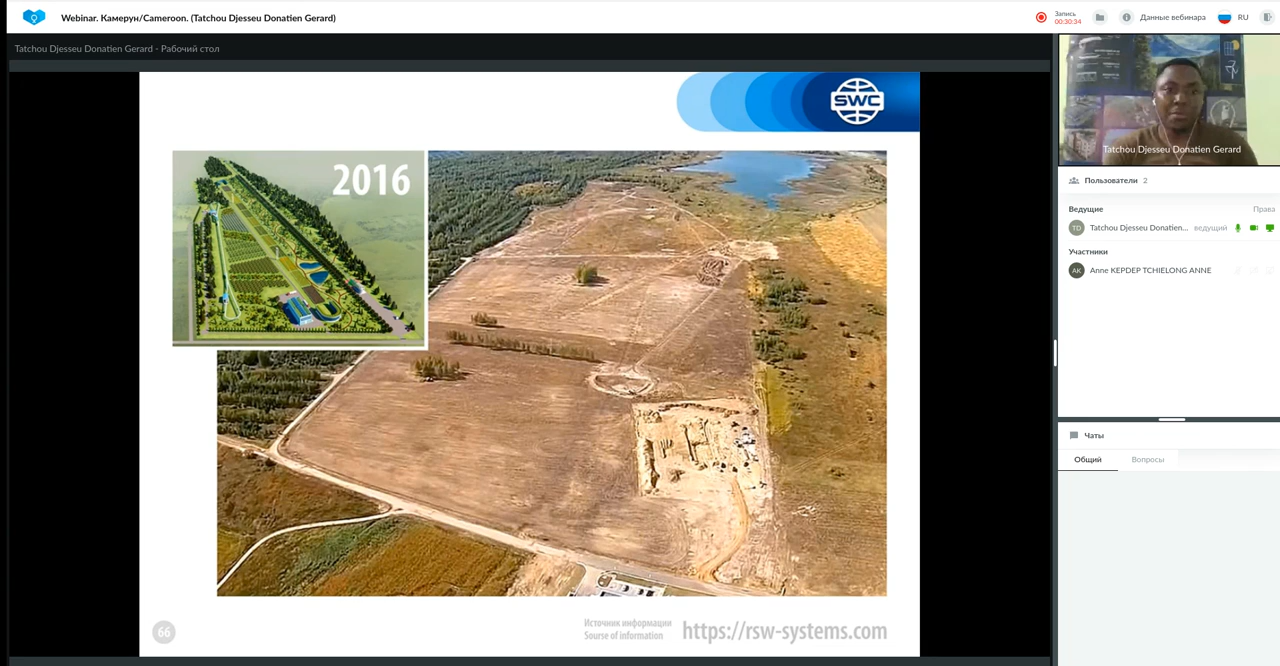 Webinar. Камерун/Cameroon. (Tatchou Djesseu Donatien Gerard)
Запись
00:30:34
Данные вебинара
RU
Tatchou Djesseu Donatien Gerard - Рабочий стол
SWC
2016
66
Источник информации
Sourse of information
https://rsw-systems.com
Tatchou Djesseu Donatien Gerard
Пользователи 2
Ведущие Права
TD Tatchou Djesseu Donatien... ведущий
Участники
AK Anne KEPDEP TCHIELONG ANNE
Чаты
Общий Вопросы